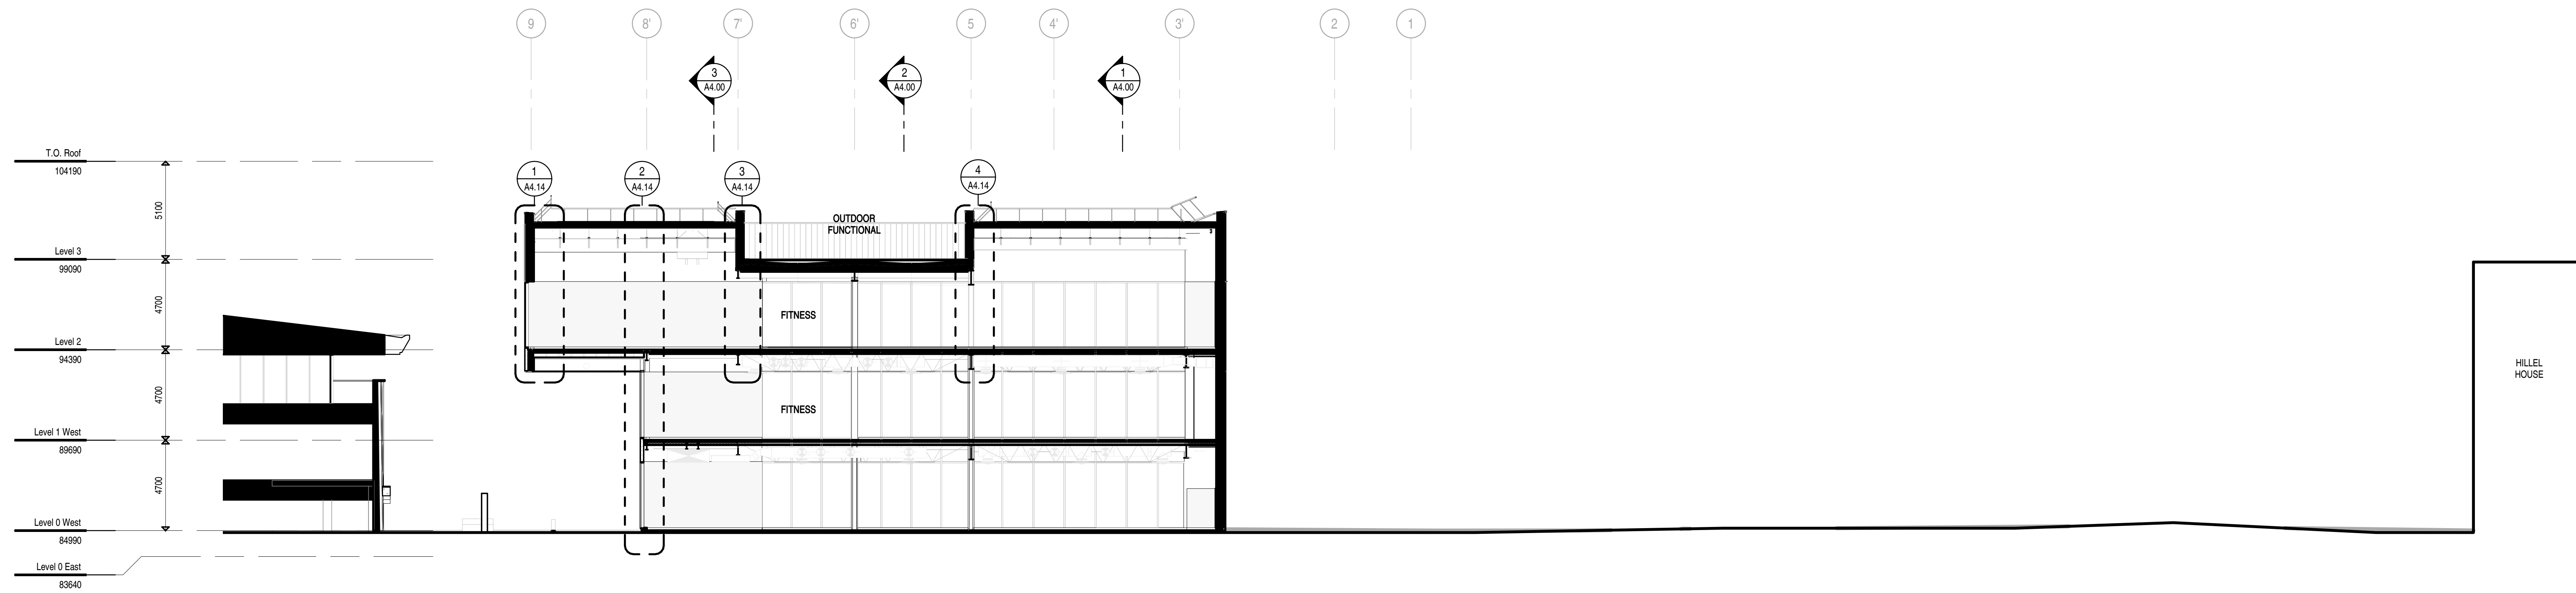 9
8'
7'
6'
5
4'
3'
2
1
3
A4.00
2
A4.00
1
A4.00
T.O. Roof
104190
5100
Level 3
99090
4700
Level 2
94390
4700
Level 1 West
89690
4700
Level 0 West
84990
Level 0 East
83640
1
A4.14
2
A4.14
3
A4.14
4
A4.14
OUTDOOR
FUNCTIONAL
FITNESS
FITNESS
HILLEL
HOUSE